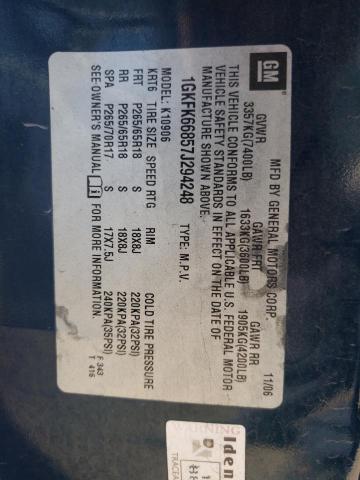 GM
MFD BY GENERAL MOTORS CORP 11/06
GVWR GAWR FRT GAWR RR
3357KG(7400LB) 1633KG(3600LB) 1905KG(4200LB)
THIS VEHICLE CONFORMS TO ALL APPLICABLE U.S. FEDERAL MOTOR
VEHICLE SAFETY STANDARDS IN EFFECT ON THE DATE OF
MANUFACTURE SHOWN ABOVE.
1GKFK66857J294248 TYPE: M.P.V.
MODEL: K10906
KRT6 TIRE SIZE SPEED RTG RIM COLD TIRE PRESSURE
FRT P265/65R18 S 18X8J 220KPA(32PSI)
RR P265/65R18 S 18X8J 220KPA(32PSI)
SPA P265/70R17 S 17X7.5J 240KPA(35PSI)
SEE OWNER'S MANUAL FOR MORE INFORMATION
F 343
T 416
WARNING
Iden
D
TRACEA